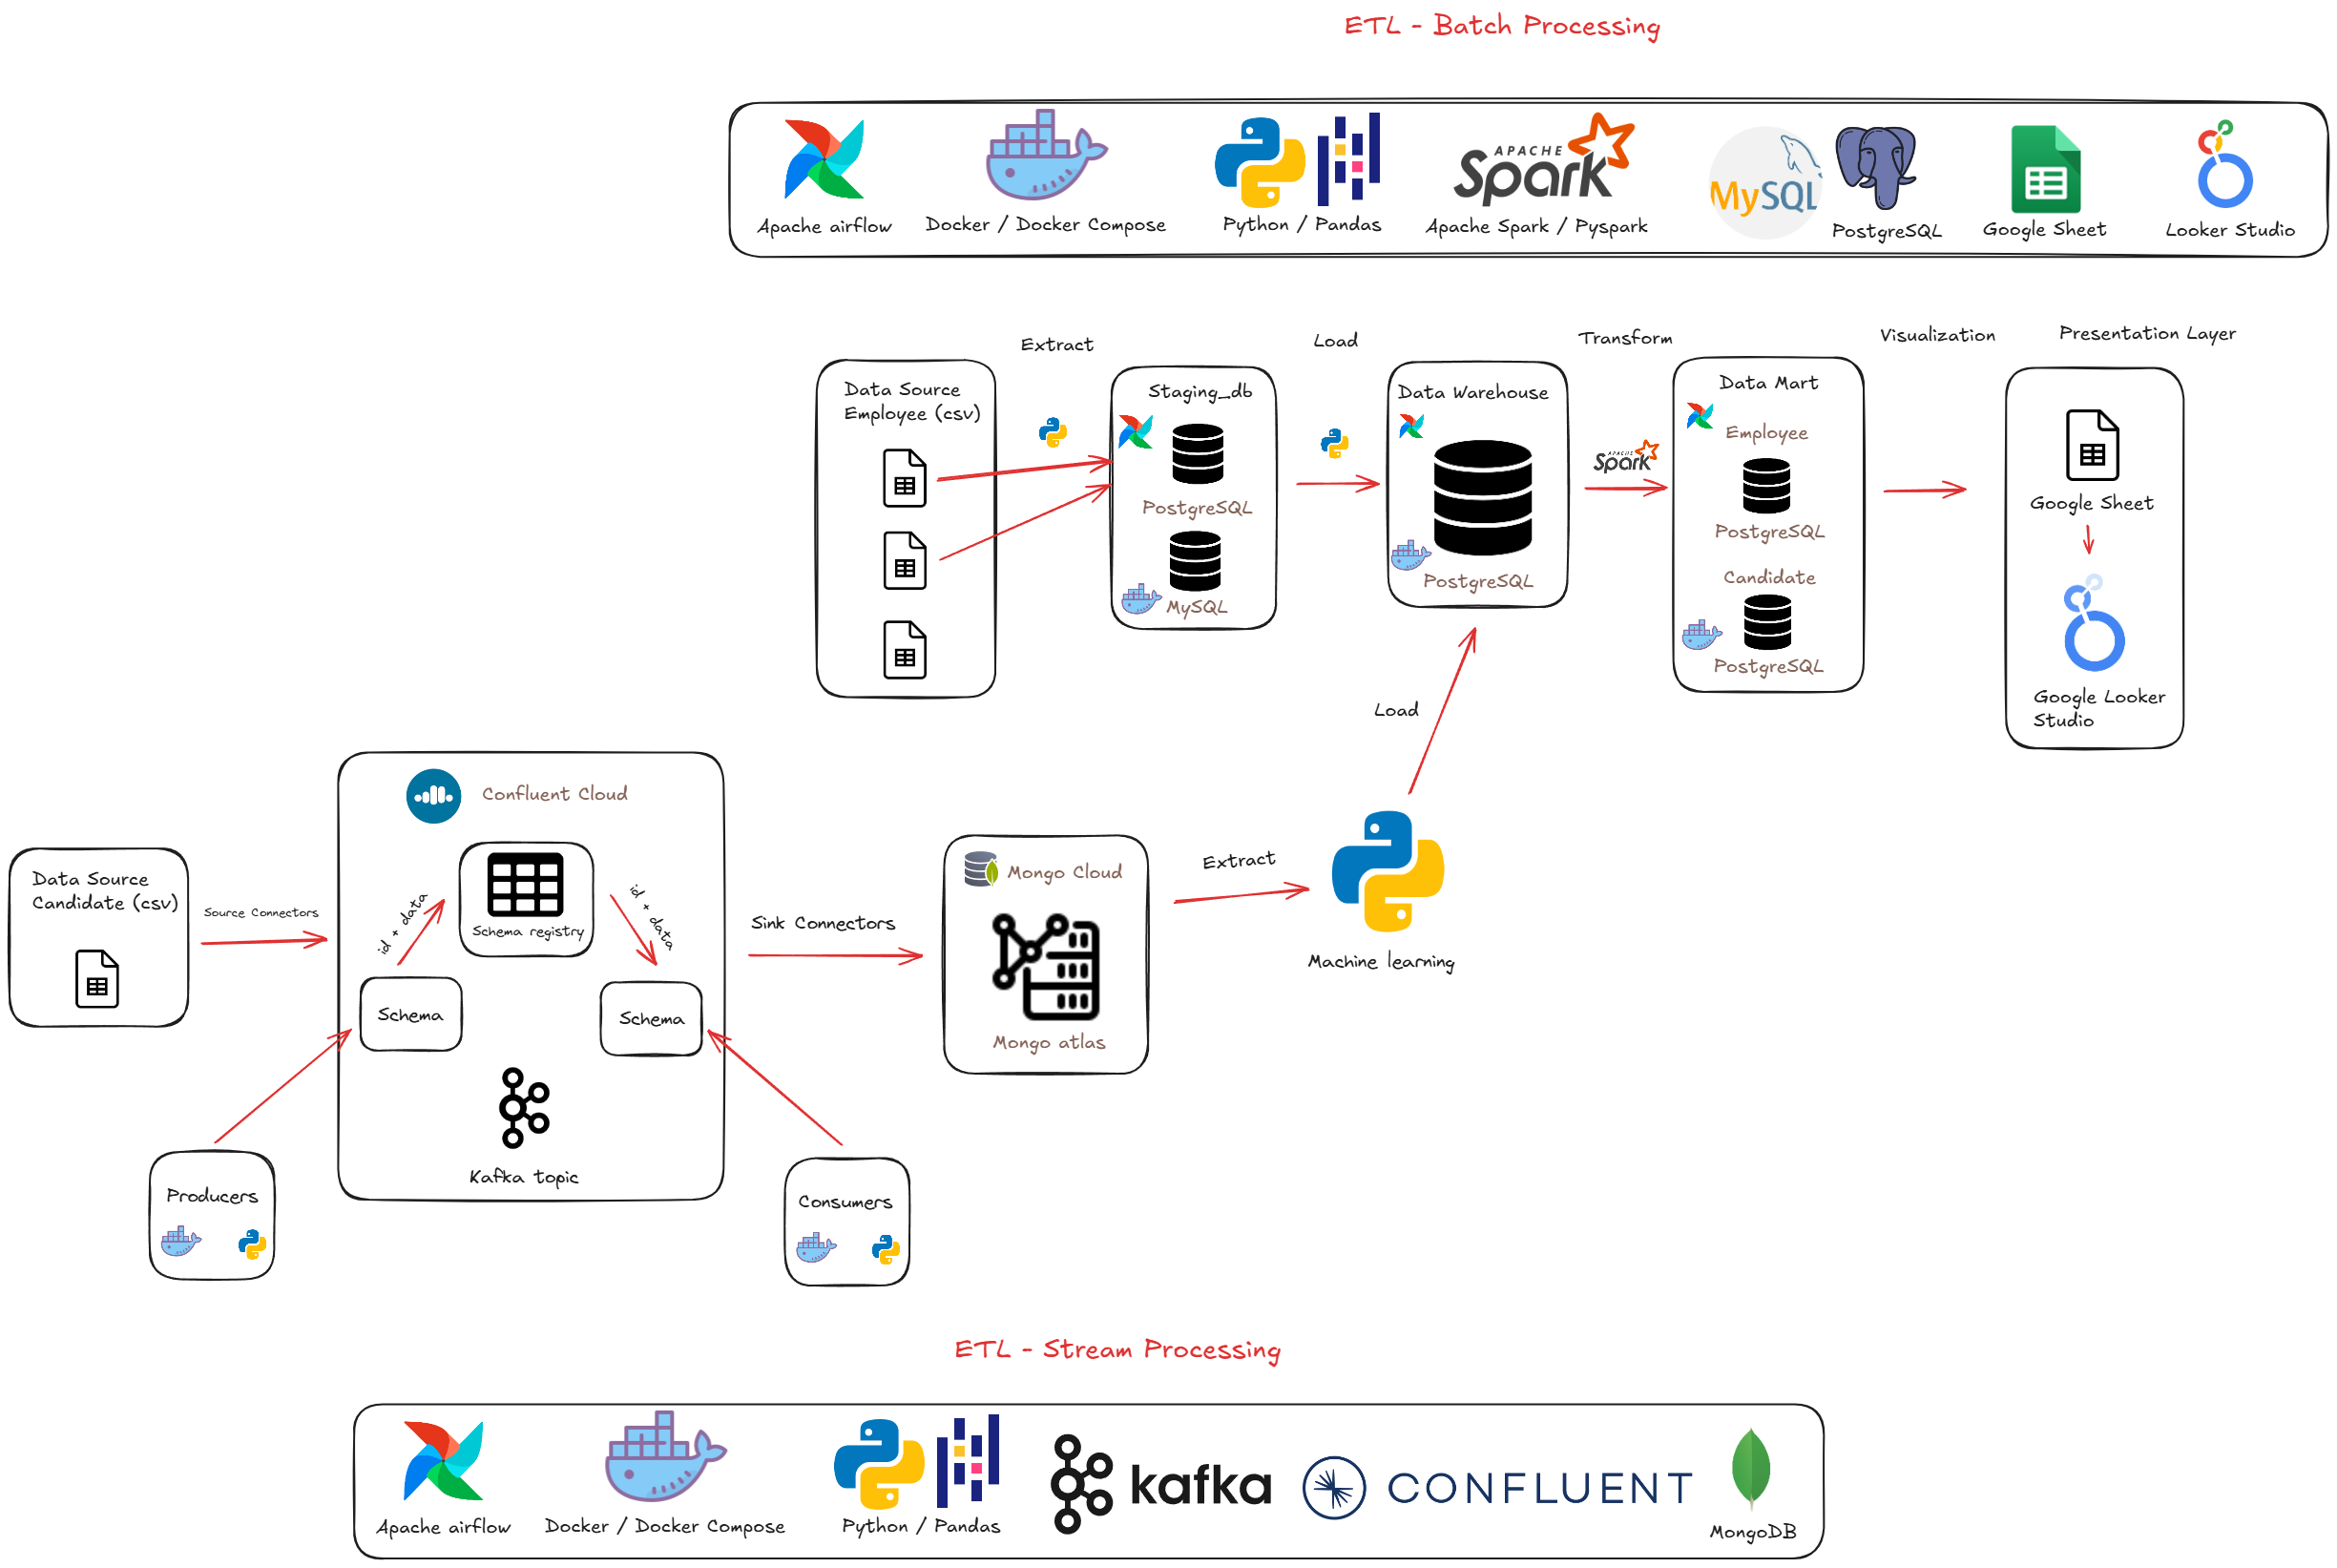 ETL - Batch Processing
APACHE
Spark
MySQL
Apache airflow
Docker / Docker Compose
Python / Pandas
Apache Spark / Pyspark
PostgreSQL
Google Sheet
Looker Studio
Extract
Load
Transform
Visualization
Presentation Layer
Data Source
Employee (csv)
Staging_db
PostgreSQL
MySQL
Data Warehouse
PostgreSQL
APACHE
Spark
Data Mart
Employee
PostgreSQL
Candidate
PostgreSQL
Google Sheet
Google Looker
Studio
Load
Data Source
Candidate (csv)
Source Connectors
Confluent Cloud
id + data
Schema registry
id + data
Schema
Schema
Kafka topic
Producers
Consumers
Sink Connectors
Mongo Cloud
Mongo atlas
Extract
Machine learning
ETL - Stream Processing
Apache airflow
Docker / Docker Compose
Python / Pandas
kafka
CONFLUENT
MongoDB